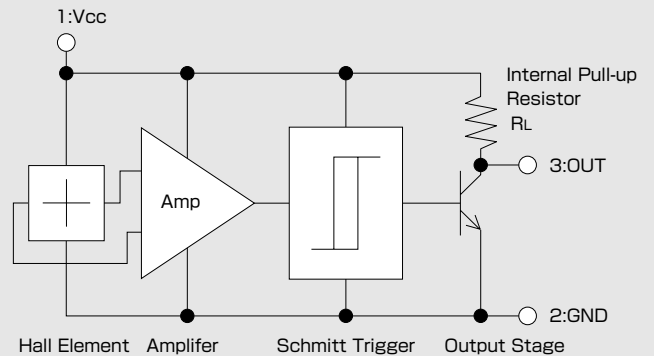 1:Vcc
Internal Pull-up
Resistor
RL
3:OUT
Amp
2:GND
Hall Element
Amplifer
Schmitt Trigger
Output Stage